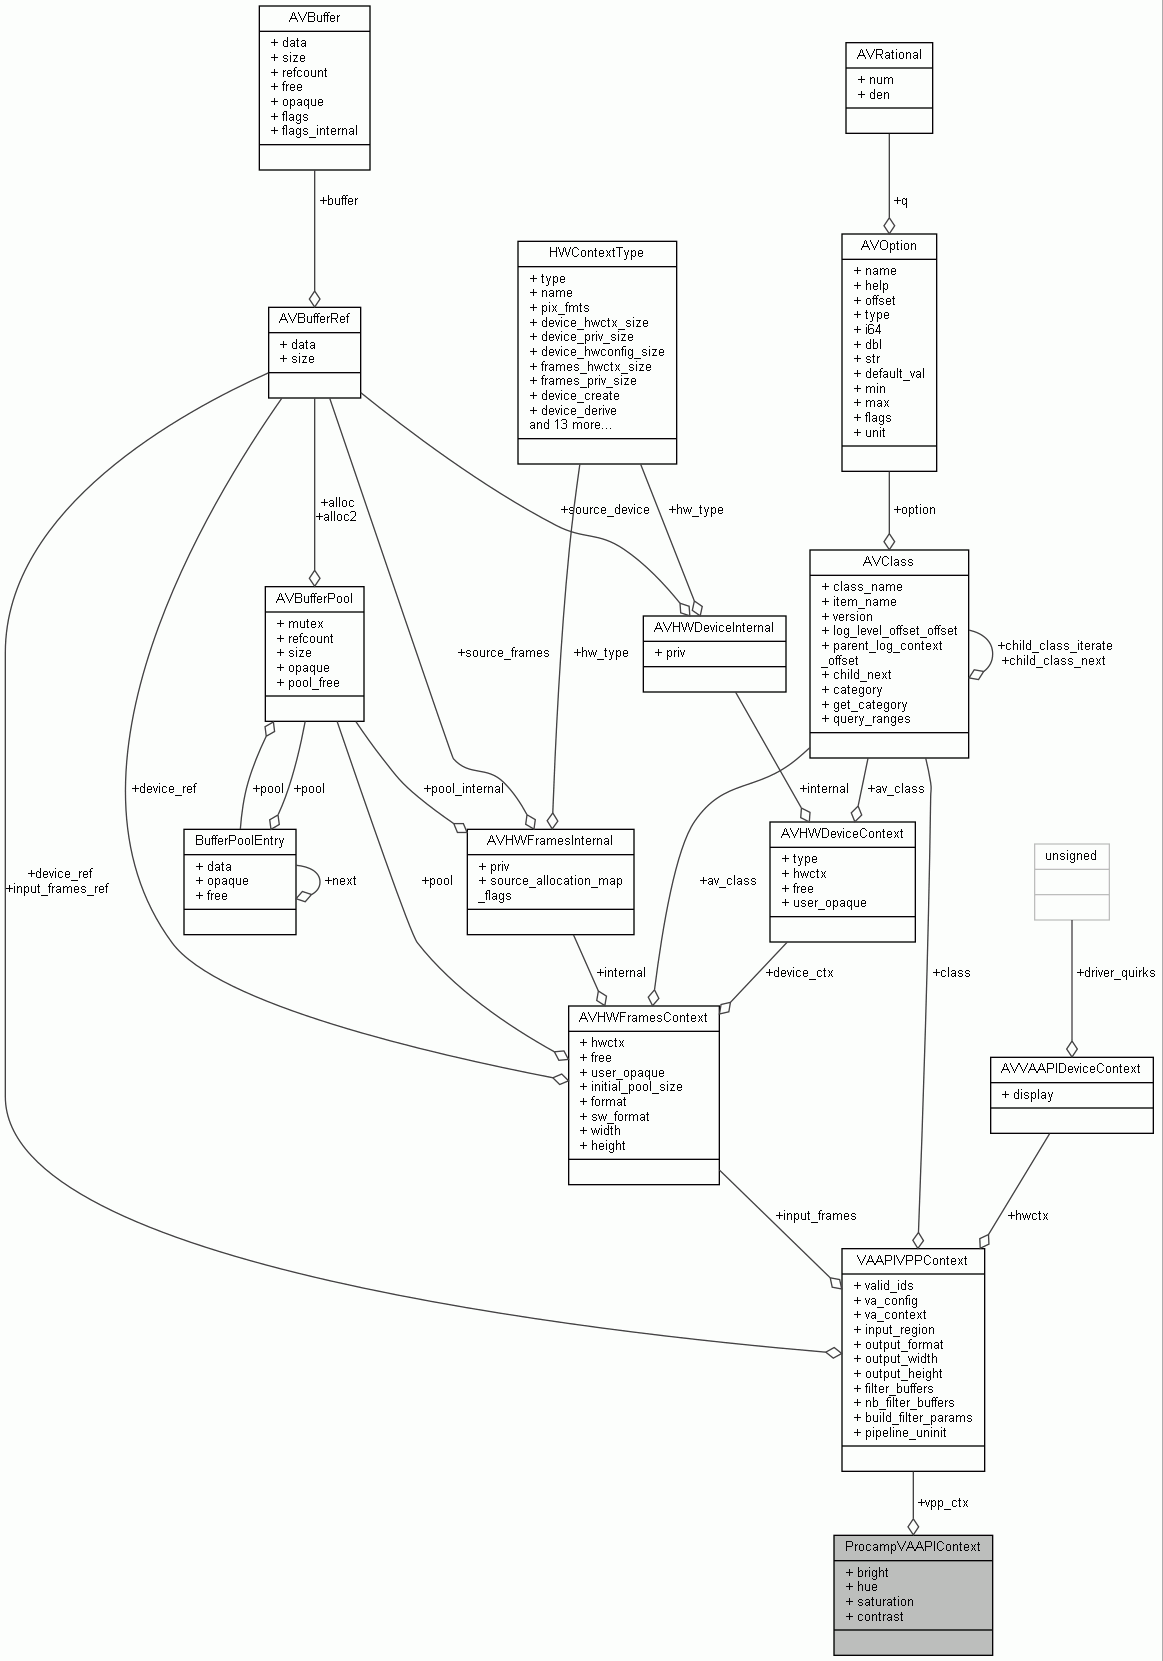 AVBuffer
+ data
+ size
+ refcount
+ free
+ opaque
+ flags
+ flags_internal
AVRational
+ num
+ den
+buffer
+q
AVOption
+ name
+ help
+ offset
+ type
+ i64
+ dbl
+ str
+ default_val
+ min
+ max
+ flags
+ unit
HWContextType
+ type
+ name
+ pix_fmts
+ device_hwctx_size
+ device_priv_size
+ device_hwconfig_size
+ frames_hwctx_size
+ frames_priv_size
+ device_create
+ device_derive
and 13 more...
AVBufferRef
+ data
+ size
+alloc
+alloc2
+source_device
+hw_type
+option
AVClass
+ class_name
+ item_name
+ version
+ log_level_offset_offset
+ parent_log_context
_offset
+ child_next
+ category
+ get_category
+ query_ranges
+child_class_iterate
+child_class_next
AVBufferPool
+ mutex
+ refcount
+ size
+ opaque
+ pool_free
+source_frames
+hw_type
AVHWDeviceInternal
+ priv
+device_ref
+pool
+pool
+pool_internal
+internal
+av_class
BufferPoolEntry
+ data
+ opaque
+ free
+next
AVHWFramesInternal
+ priv
+ source_allocation_map
_flags
AVHWDeviceContext
+ type
+ hwctx
+ free
+ user_opaque
unsigned
+device_ref
+input_frames_ref
+pool
+av_class
+internal
+device_ctx
+class
+driver_quirks
AVHWFramesContext
+ hwctx
+ free
+ user_opaque
+ initial_pool_size
+ format
+ sw_format
+ width
+ height
AVVAAPIDeviceContext
+ display
+input_frames
+hwctx
VAAPIVPPContext
+ valid_ids
+ va_config
+ va_context
+ input_region
+ output_format
+ output_width
+ output_height
+ filter_buffers
+ nb_filter_buffers
+ build_filter_params
+ pipeline_uninit
+vpp_ctx
ProcampVAAPIContext
+ bright
+ hue
+ saturation
+ contrast